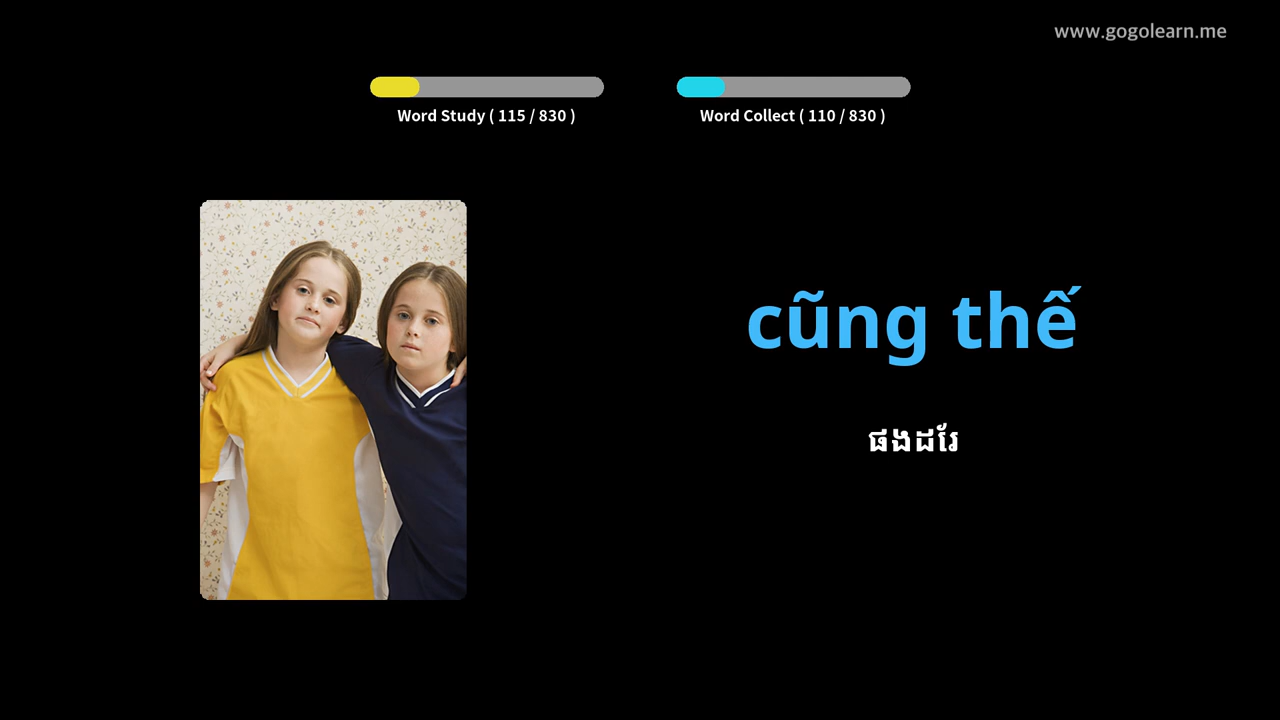 www.gogolearn.me
Word Study ( 115 / 830 )
Word Collect ( 110 / 830 )
cũng thế
ផងដែរ